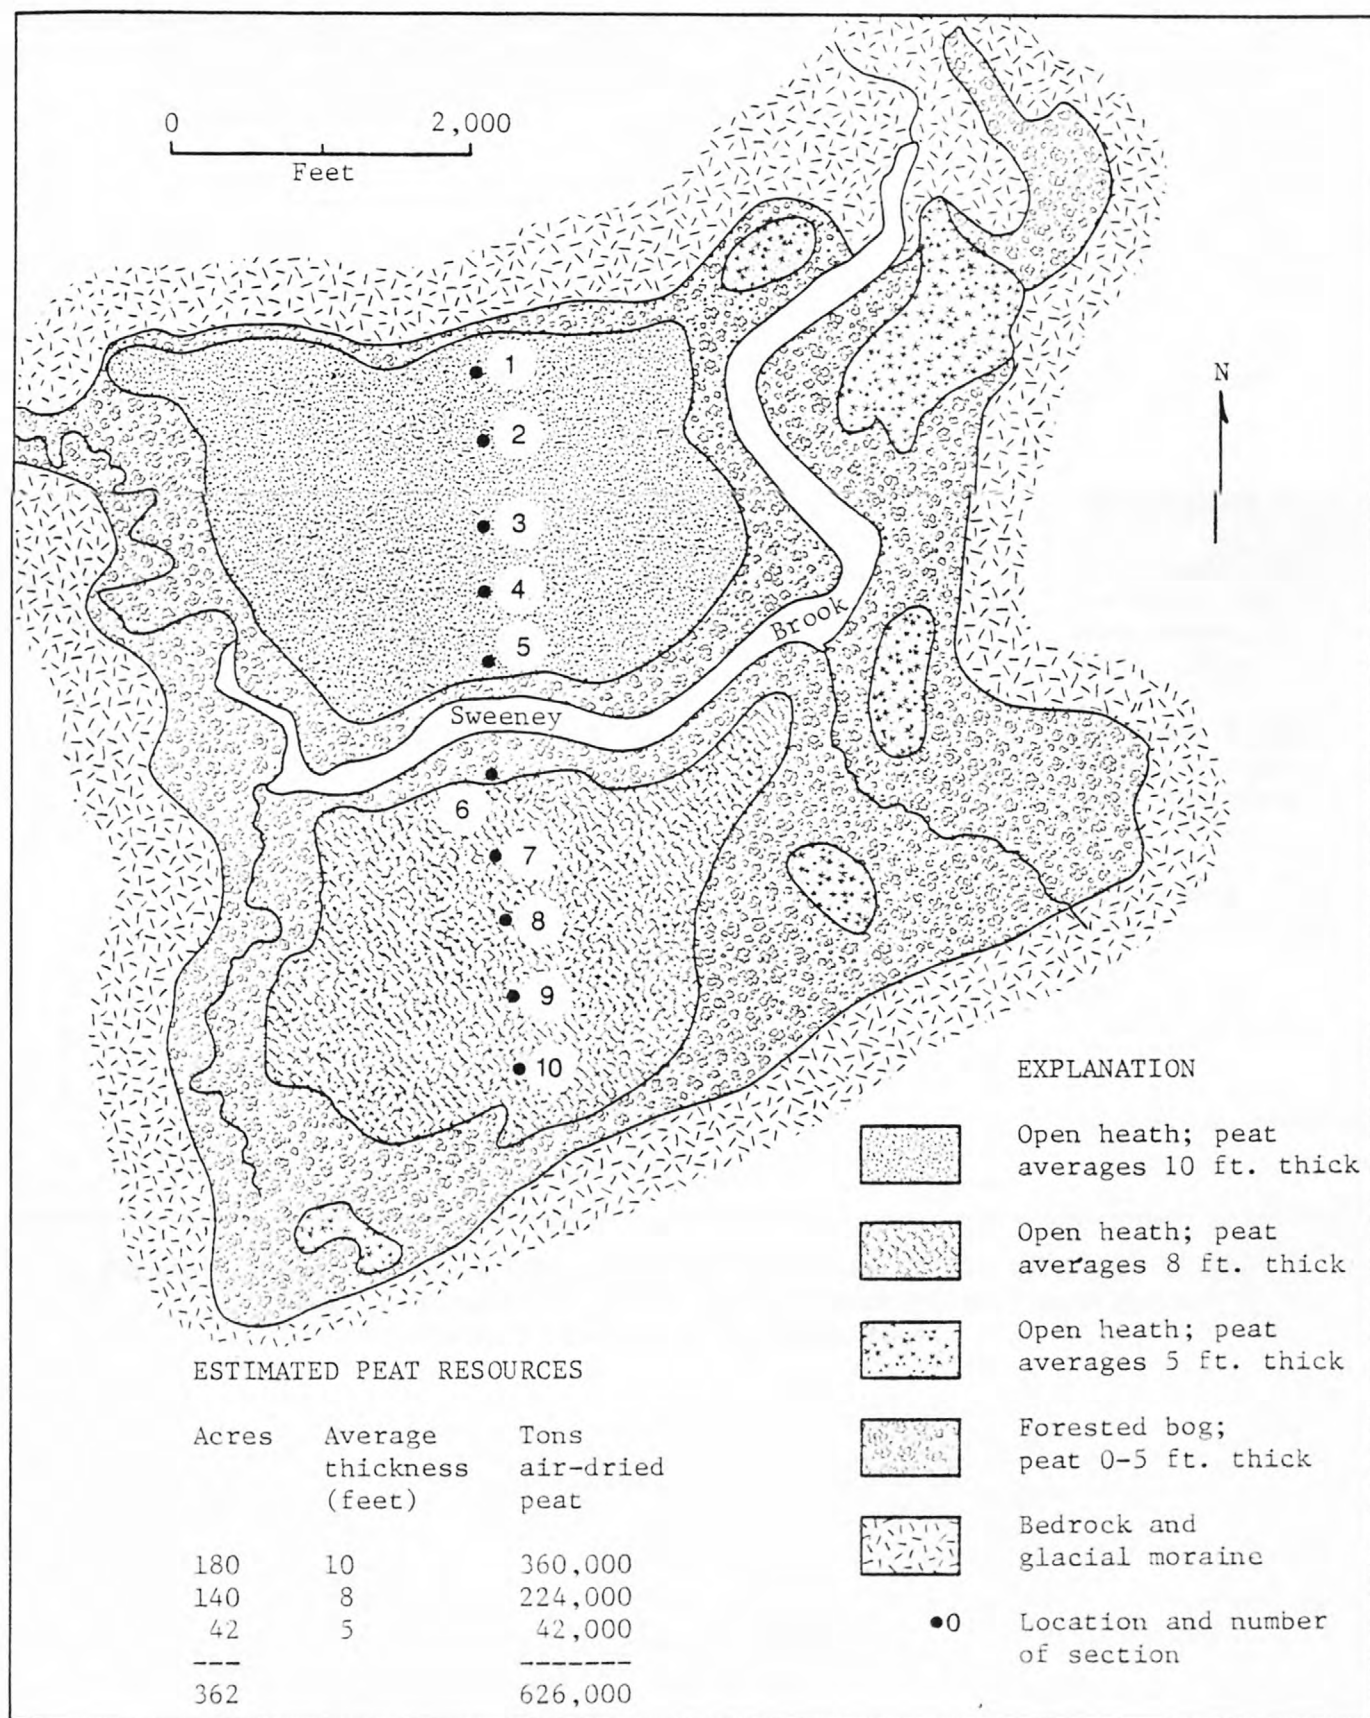 0 2,000
Feet
N
1
2
3
4
5
Brook
Sweeney
6
7
8
9
10
EXPLANATION
Open heath; peat
averages 10 ft. thick
Open heath; peat
averages 8 ft. thick
Open heath; peat
averages 5 ft. thick
Forested bog;
peat 0-5 ft. thick
Bedrock and
glacial moraine
0 Location and number
of section
ESTIMATED PEAT RESOURCES
Acres Average Tons
thickness air-dried
(feet) peat
180 10 360,000
140 8 224,000
42 5 42,000
--- -------
362 626,000